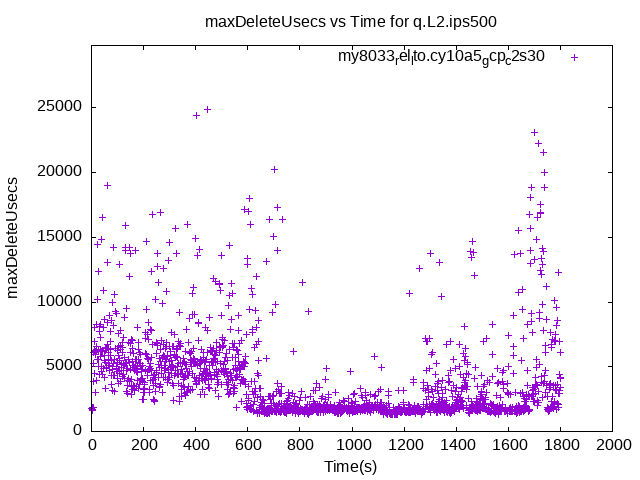 maxDeleteUsecs vs Time for q.L2.ips500
my8033relito.cy10a5gcpc2s30
25000
20000
15000
10000
5000
0
maxDeleteUsecs
0 200 400 600 800 1000 1200 1400 1600 1800 2000
Time(s)